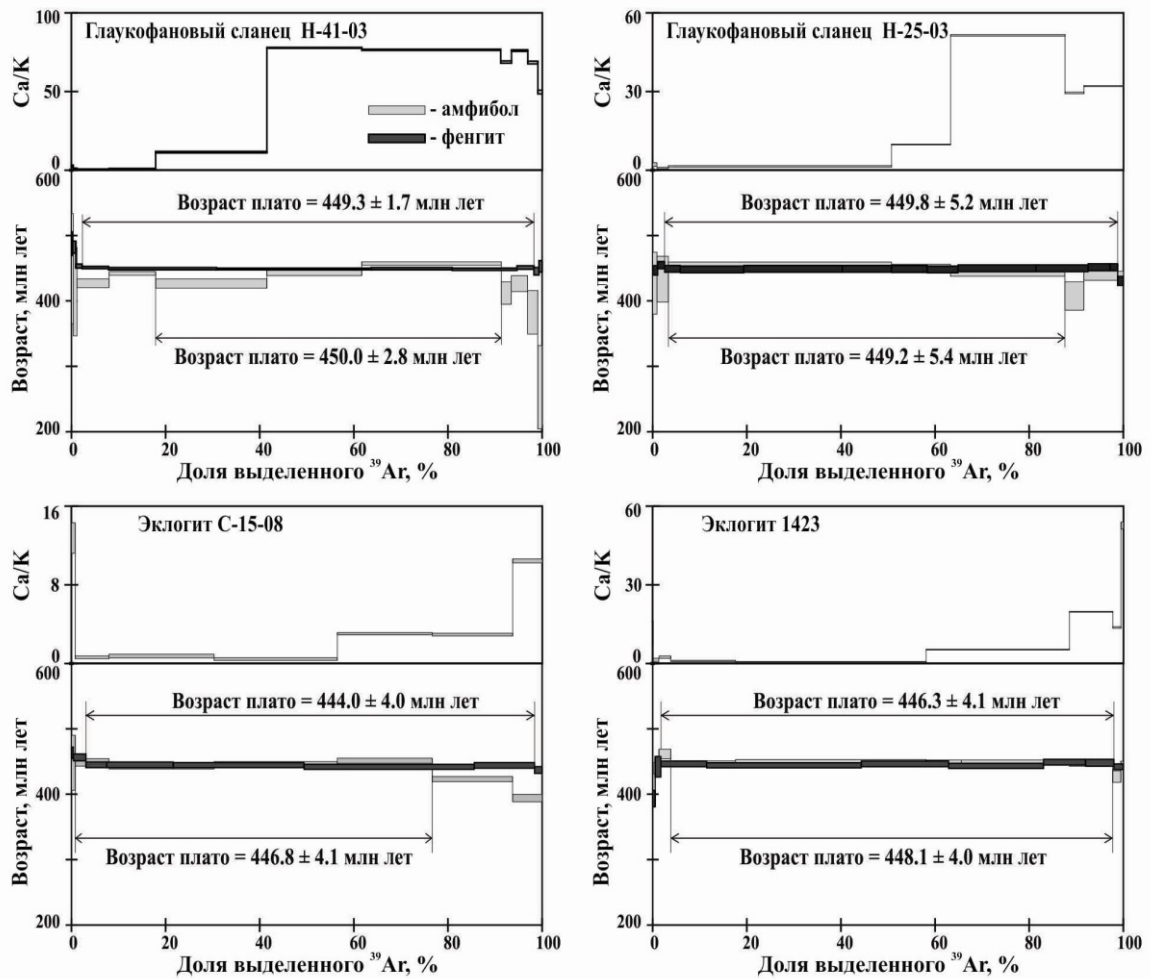 Глаукофановый сланец Н-41-03
100
50
0
Ca/K
- амфибол
- фенгит
600
400
200
Возраст, млн лет
Возраст плато = 449.3 ± 1.7 млн лет
Возраст плато = 450.0 ± 2.8 млн лет
0 20 40 60 80 100
Доля выделенного ³⁹Ar, %
Глаукофановый сланец Н-25-03
60
30
0
Ca/K
600
400
200
Возраст, млн лет
Возраст плато = 449.8 ± 5.2 млн лет
Возраст плато = 449.2 ± 5.4 млн лет
0 20 40 60 80 100
Доля выделенного ³⁹Ar, %
Эклогит С-15-08
16
8
0
Ca/K
600
400
200
Возраст, млн лет
Возраст плато = 444.0 ± 4.0 млн лет
Возраст плато = 446.8 ± 4.1 млн лет
0 20 40 60 80 100
Доля выделенного ³⁹Ar, %
Эклогит 1423
60
30
0
Ca/K
600
400
200
Возраст, млн лет
Возраст плато = 446.3 ± 4.1 млн лет
Возраст плато = 448.1 ± 4.0 млн лет
0 20 40 60 80 100
Доля выделенного ³⁹Ar, %